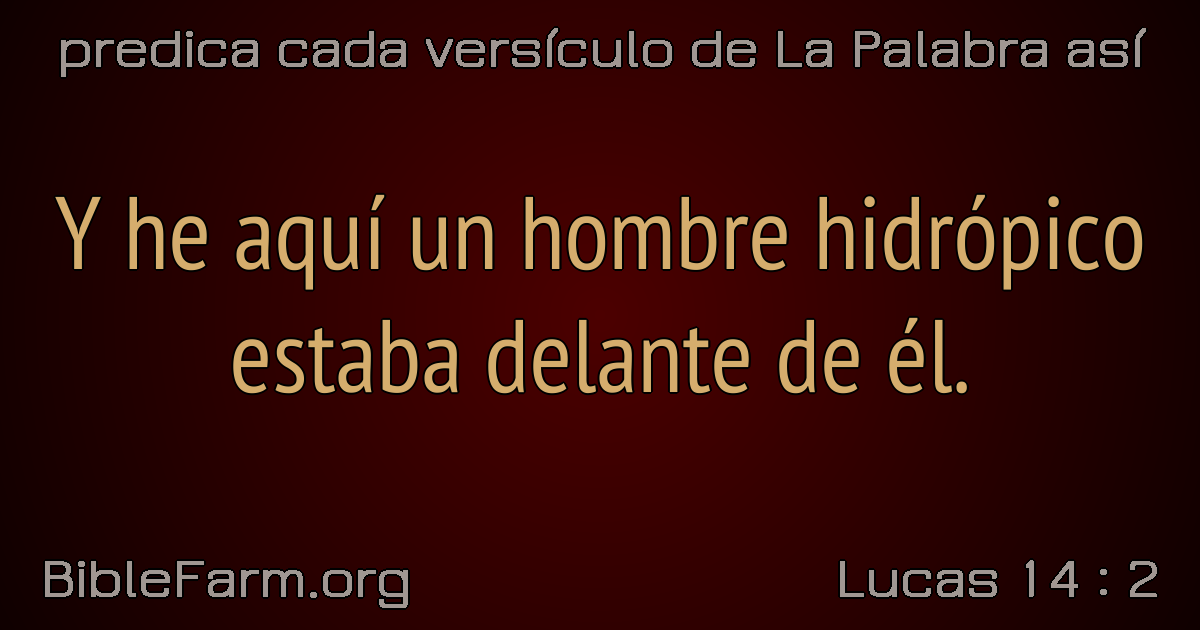 predica cada versículo de La Palabra así
Y he aquí un hombre hidrópico
estaba delante de él.
BibleFarm.org
Lucas 14 : 2